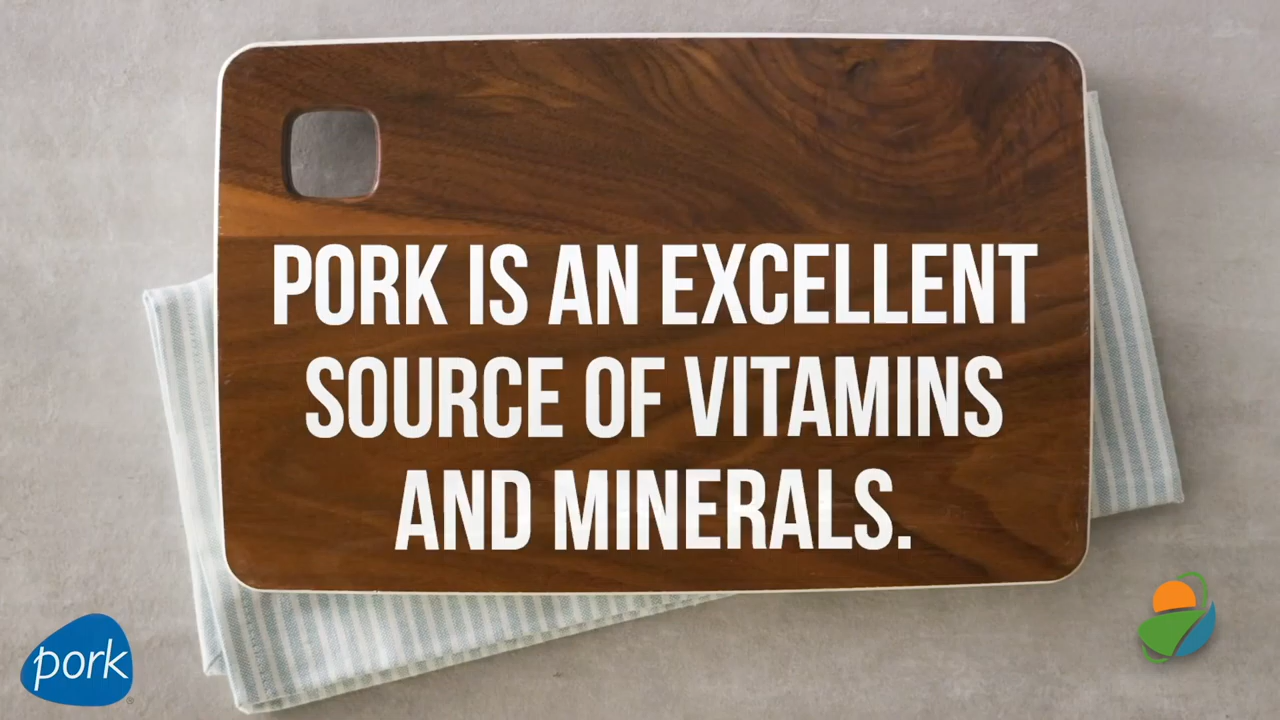 PORK IS AN EXCELLENT
SOURCE OF VITAMINS
AND MINERALS.
pork